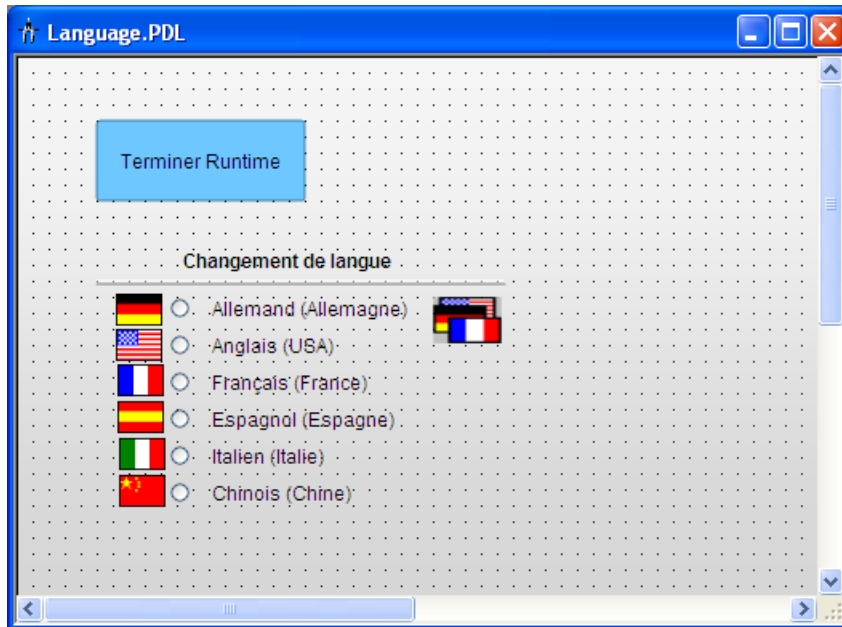 Language.PDL
Terminer Runtime
Changement de langue
Allemand (Allemagne)
Anglais (USA)
Français (France)
Espagnol (Espagne)
Italien (Italie)
Chinois (Chine)